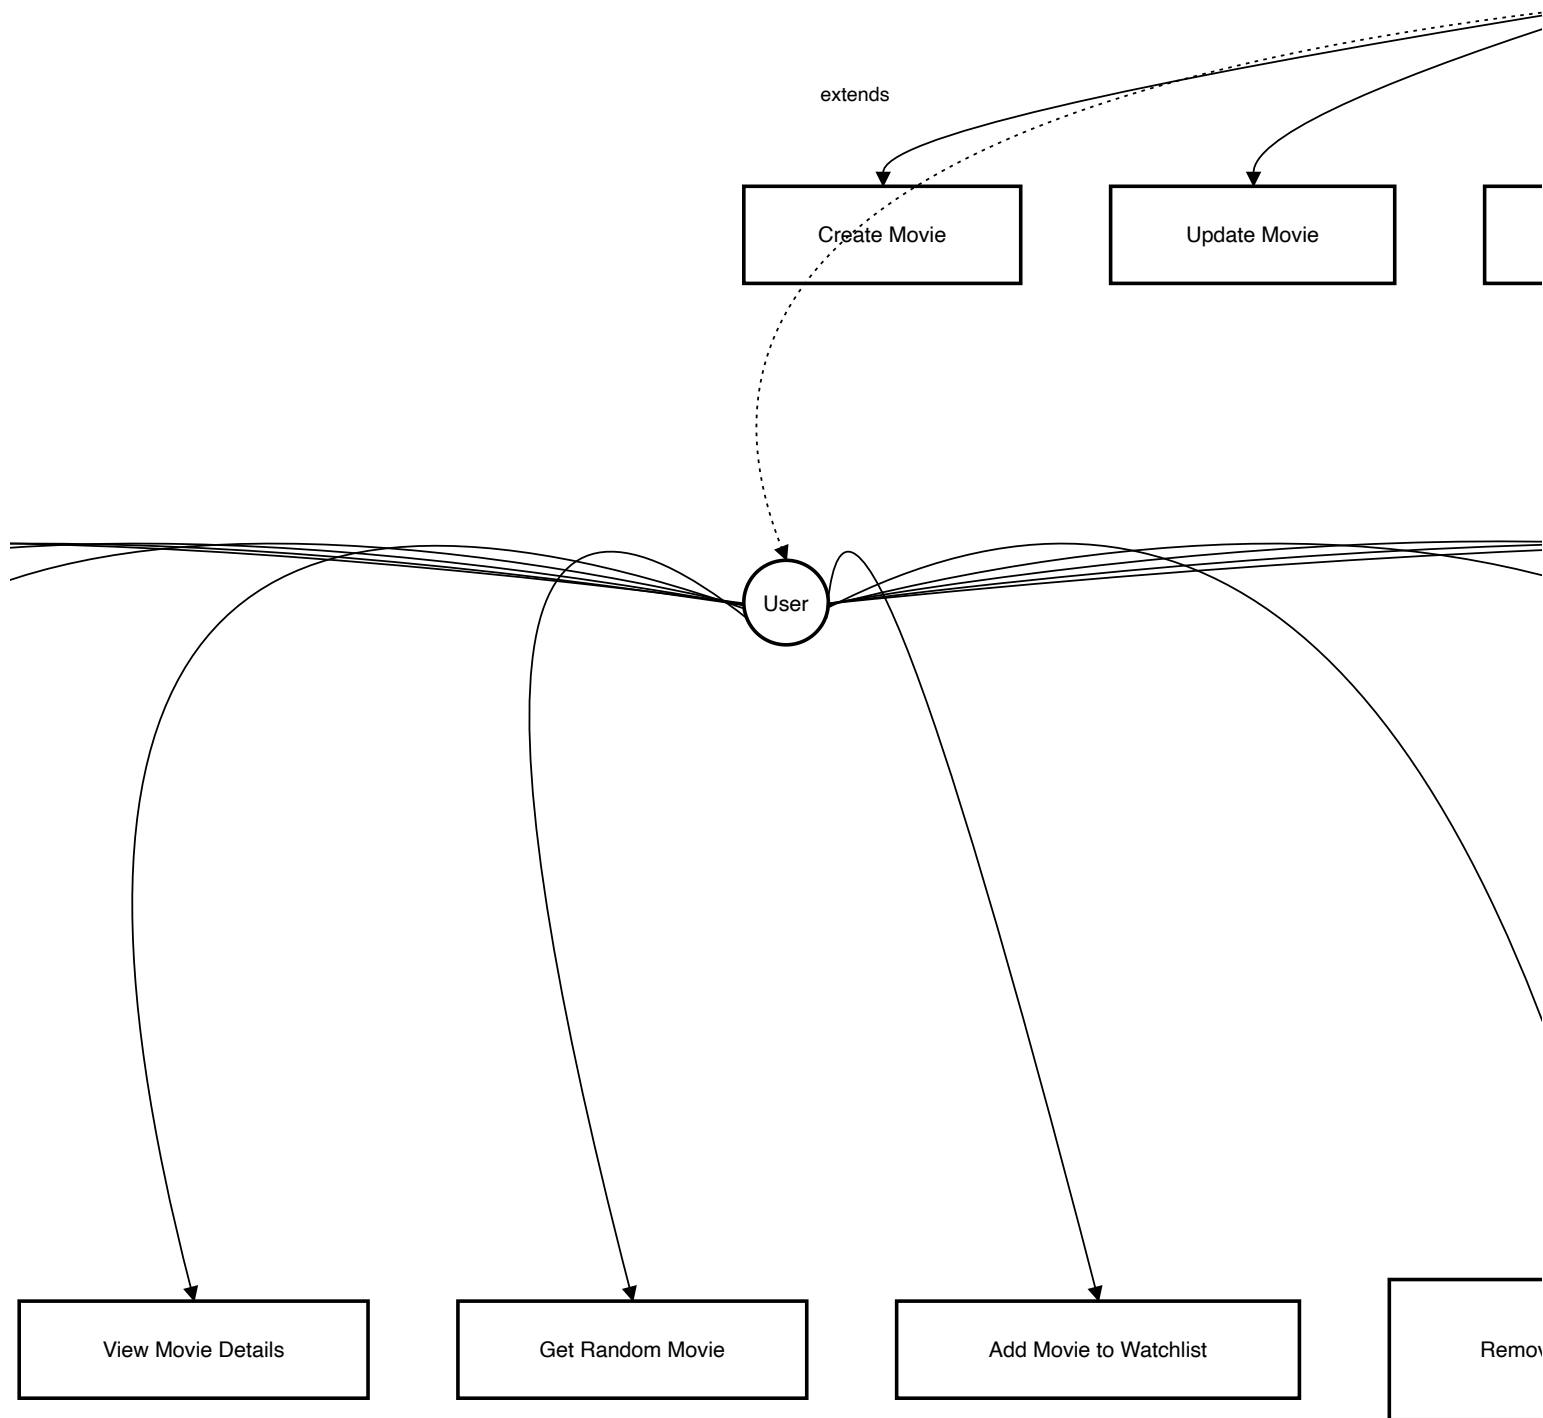 extends
Create Movie
Update Movie
User
View Movie Details
Get Random Movie
Add Movie to Watchlist